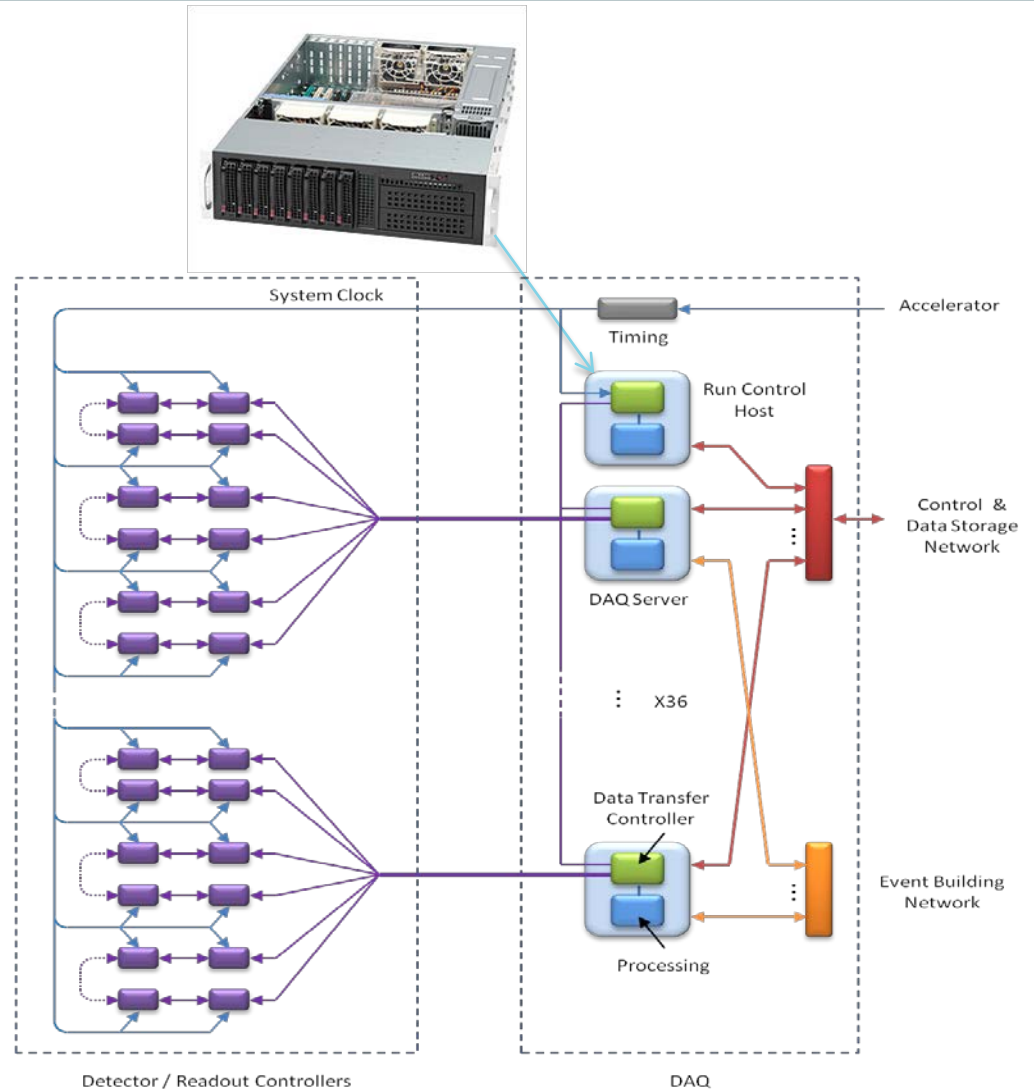 System Clock
Accelerator
Timing
Run Control
Host
Control &
Data Storage
Network
DAQ Server
⋮ X36
Data Transfer
Controller
Event Building
Network
Processing
Detector / Readout Controllers
DAQ